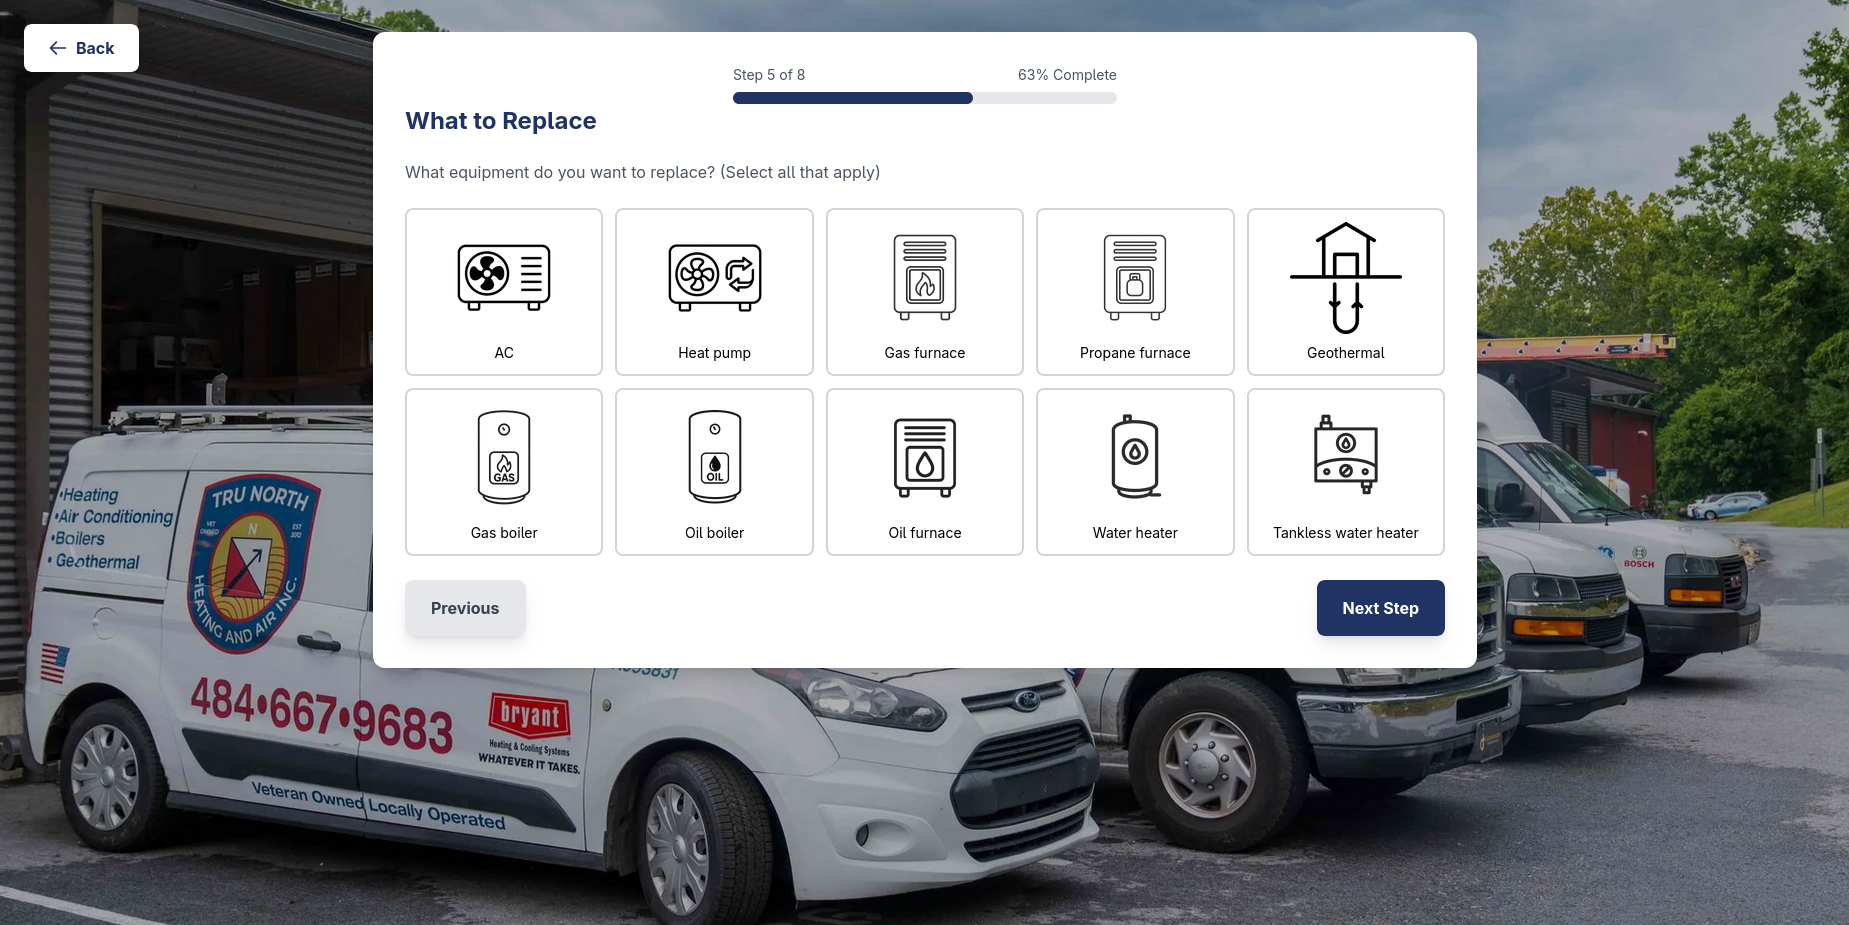 Back
Step 5 of 8
63% Complete
What to Replace
What equipment do you want to replace? (Select all that apply)
AC
Heat pump
Gas furnace
Propane furnace
Geothermal
GAS
Gas boiler
OIL
Oil boiler
Oil furnace
Water heater
Tankless water heater
Previous
Next Step
•Heating
•Air Conditioning
•Boilers
•Geothermal
TRU NORTH
VET OWNED
N
EST 2012
HEATING AND AIR INC.
484•667•9683
bryant
Heating & Cooling Systems
WHATEVER IT TAKES.
Veteran Owned Locally Operated
BOSCH